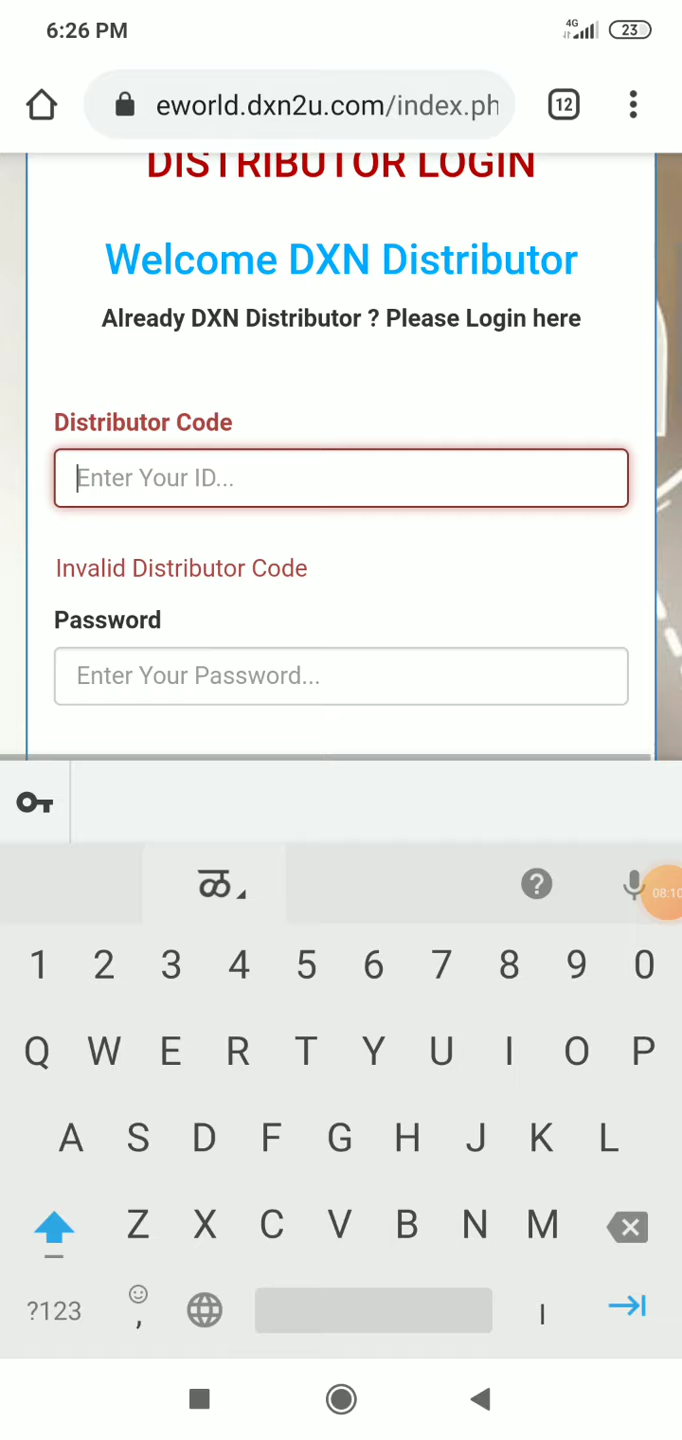 6:26 PM 4G 23
eworld.dxn2u.com/index.ph 12
DISTRIBUTOR LOGIN
Welcome DXN Distributor
Already DXN Distributor ? Please Login here
Distributor Code
Enter Your ID...
Invalid Distributor Code
Password
Enter Your Password...
ळ
08:10
1 2 3 4 5 6 7 8 9 0
Q W E R T Y U I O P
A S D F G H J K L
Z X C V B N M
?123 , ।